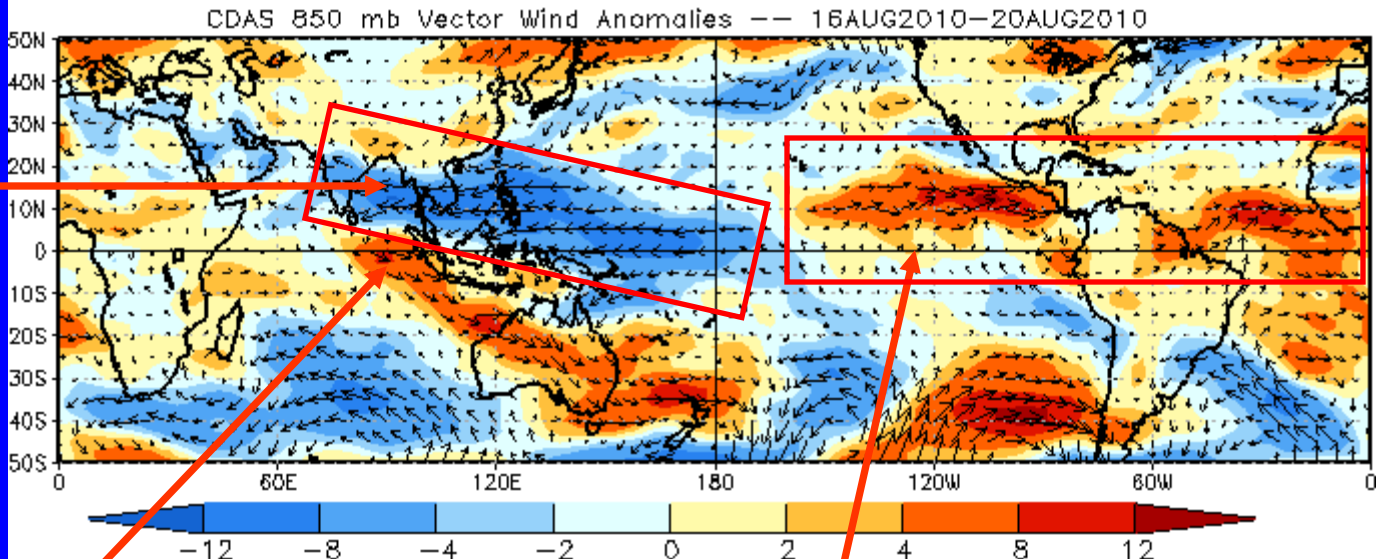 CDAS 850 mb Vector Wind Anomalies -- 16AUG2010-20AUG2010
50N
40N
30N
20N
10N
0
10S
20S
30S
40S
50S
0 60E 120E 180 120W 60W 0
-12 -8 -4 -2 0 2 4 8 12